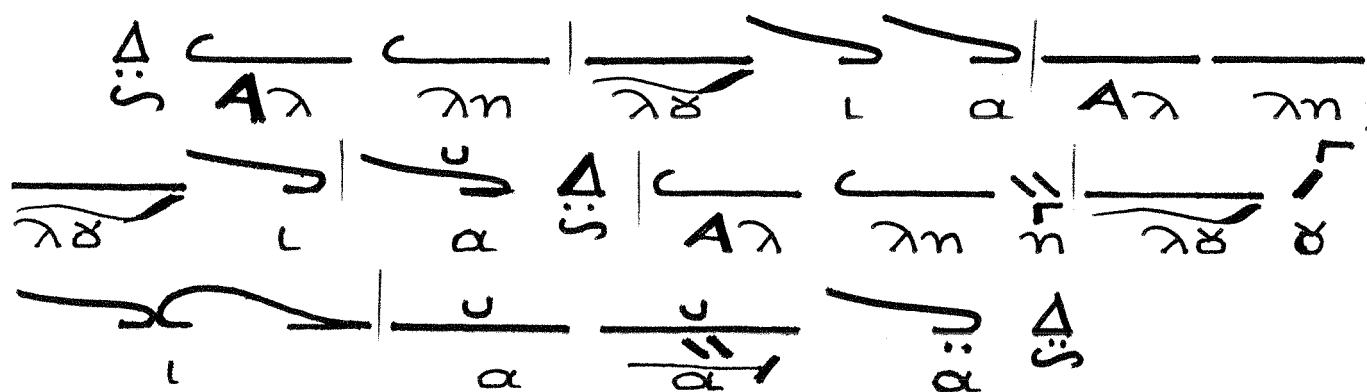 Δ Αλ λη λȣ ι α Αλ λη
λȣ ι α Δ Αλ λη η λȣ ȣ
ι α α α Δ